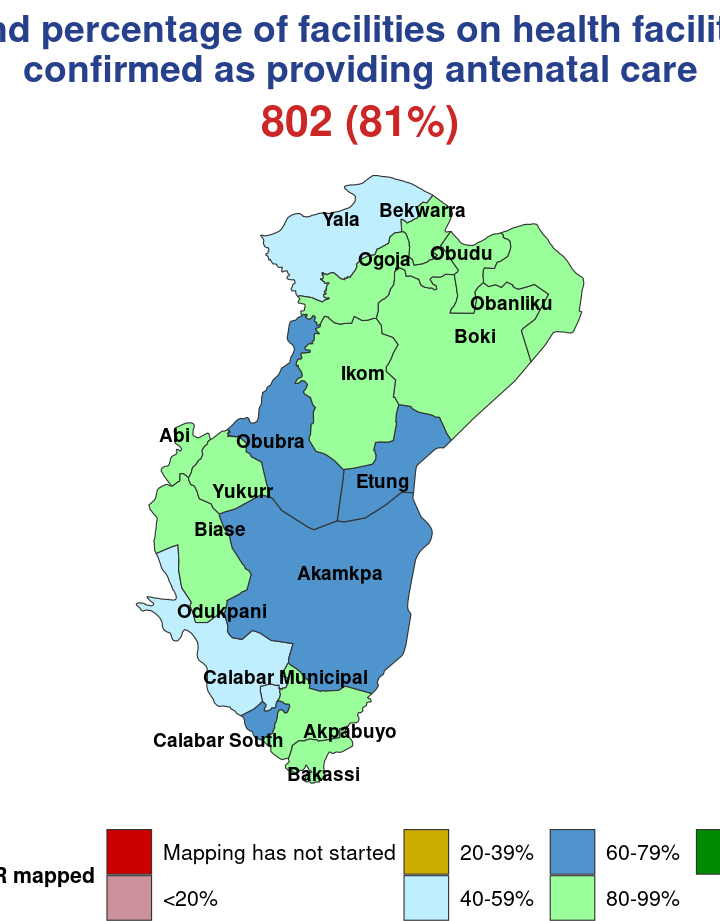 percentage of facilities on health
confirmed as providing antenatal care
802 (81%)
Yala
Bekwarra
Ogoja
Obudu
Obanliku
Boki
Ikom
Abi
Obubra
Etung
Yukurr
Biase
Akamkpa
Odukpani
Calabar Municipal
Akpabuyo
Calabar South
Bakassi
mapped
Mapping has not started
20-39%
60-79%
<20%
40-59%
80-99%